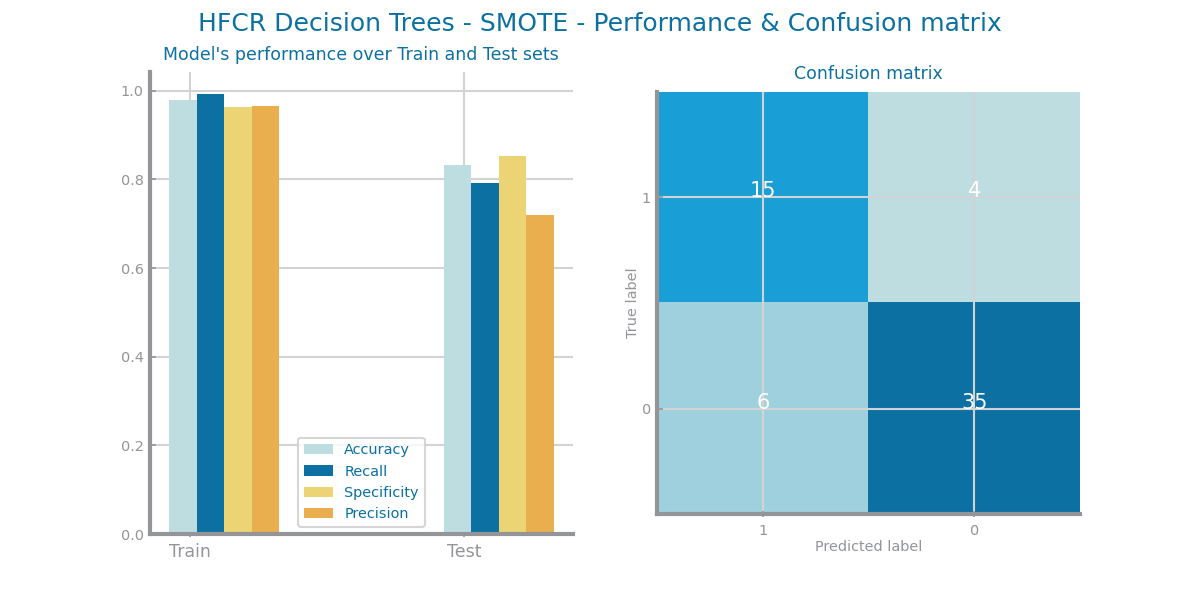 HFCR Decision Trees - SMOTE - Performance & Confusion matrix
Model's performance over Train and Test sets
1.0
0.8
0.6
0.4
0.2
0.0
Train
Test
Accuracy
Recall
Specificity
Precision
Confusion matrix
True label
1
0
15
4
6
35
1
0
Predicted label